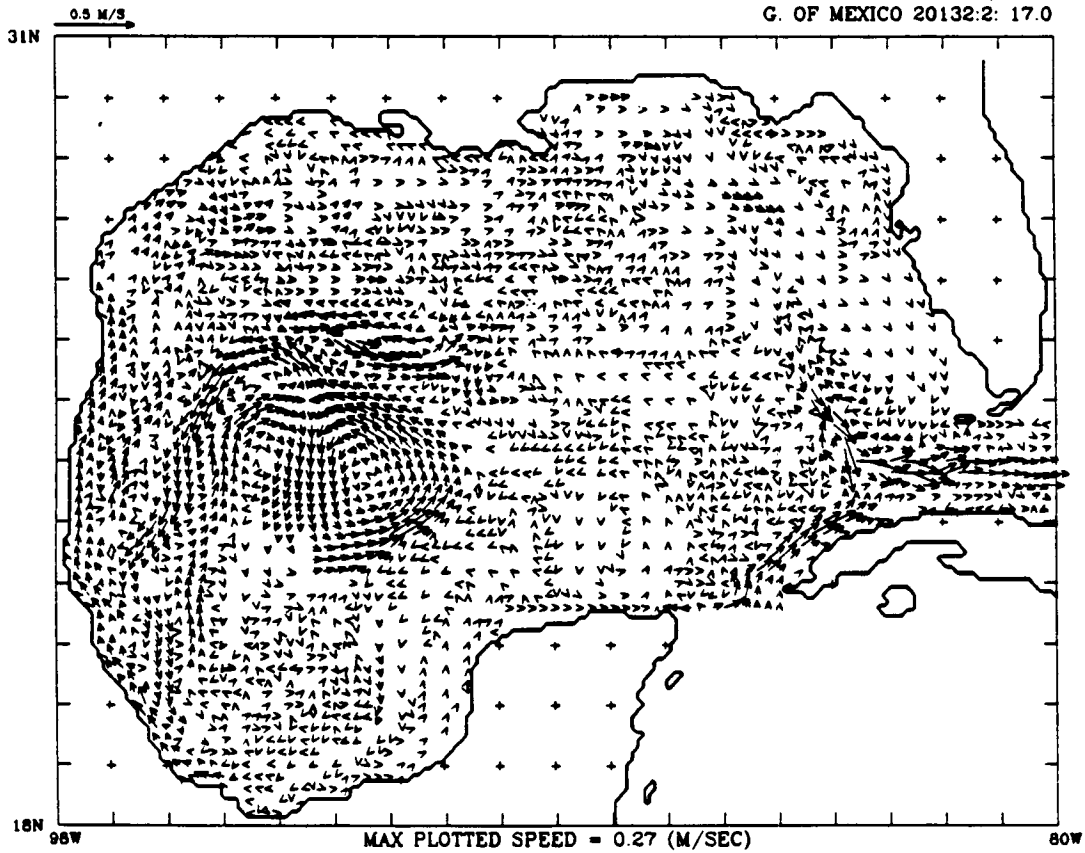 0.5 M/S
G. OF MEXICO 20132:2: 17.0
31N
18N
98W
MAX PLOTTED SPEED = 0.27 (M/SEC)
80W